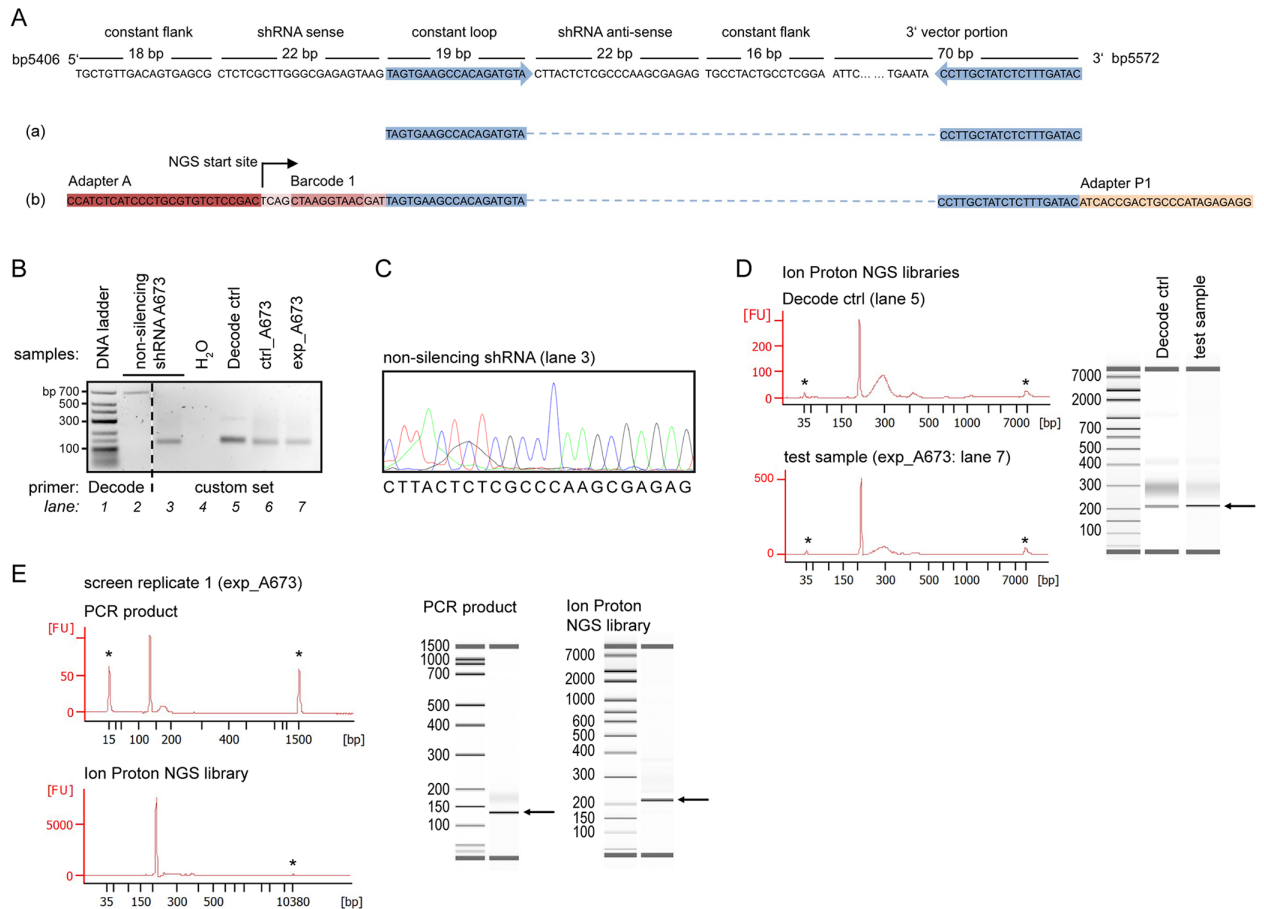 A
constant flank shRNA sense constant loop shRNA anti-sense constant flank 3‘ vector portion
18 bp 22 bp 19 bp 22 bp 16 bp 70 bp
bp5406 5‘ 3‘ bp5572
TGCTGTTGACAGTGAGCG CTCTCGCTTGGGCGAGAGTAAG TAGTGAAGCCACAGATGTA CTTACTCTCGCCCAAGCGAGAG TGCCTACTGCCTCGGA ATTC... ... TGAATA CCTTGCTATCTCTTTGATAC
(a) TAGTGAAGCCACAGATGTA CCTTGCTATCTCTTTGATAC
NGS start site
Adapter A Barcode 1 Adapter P1
(b) CCATCTCATCCCTGCGTGTCTCCGAC TCAG CTAAGGTAACGAT TAGTGAAGCCACAGATGTA CCTTGCTATCTCTTTGATAC ATCACCGACTGCCCATAGAGAGG
B
samples: DNA ladder non-silencing shRNA A673 H2O Decode ctrl ctrl_A673 exp_A673
bp 700
500
300
100
primer: Decode custom set
lane: 1 2 3 4 5 6 7
C
non-silencing shRNA (lane 3)
CTTACTCTCGCCCAAGCGAGAG
D
Ion Proton NGS libraries
Decode ctrl (lane 5)
[FU]
200
100
0
* *
35 150 300 500 1000 7000 [bp]
test sample (exp_A673: lane 7)
500
0
* *
35 150 300 500 1000 7000 [bp]
Decode ctrl test sample
7000
2000
700
500
400
300
200
100
E
screen replicate 1 (exp_A673)
PCR product
[FU]
50
0
* *
15 100 200 400 1500 [bp]
Ion Proton NGS library
[FU]
5000
0
*
35 150 300 500 10380 [bp]
PCR product
1500
1000
700
500
400
300
200
150
100
Ion Proton
NGS library
7000
2000
1000
600
500
400
300
200
150
100